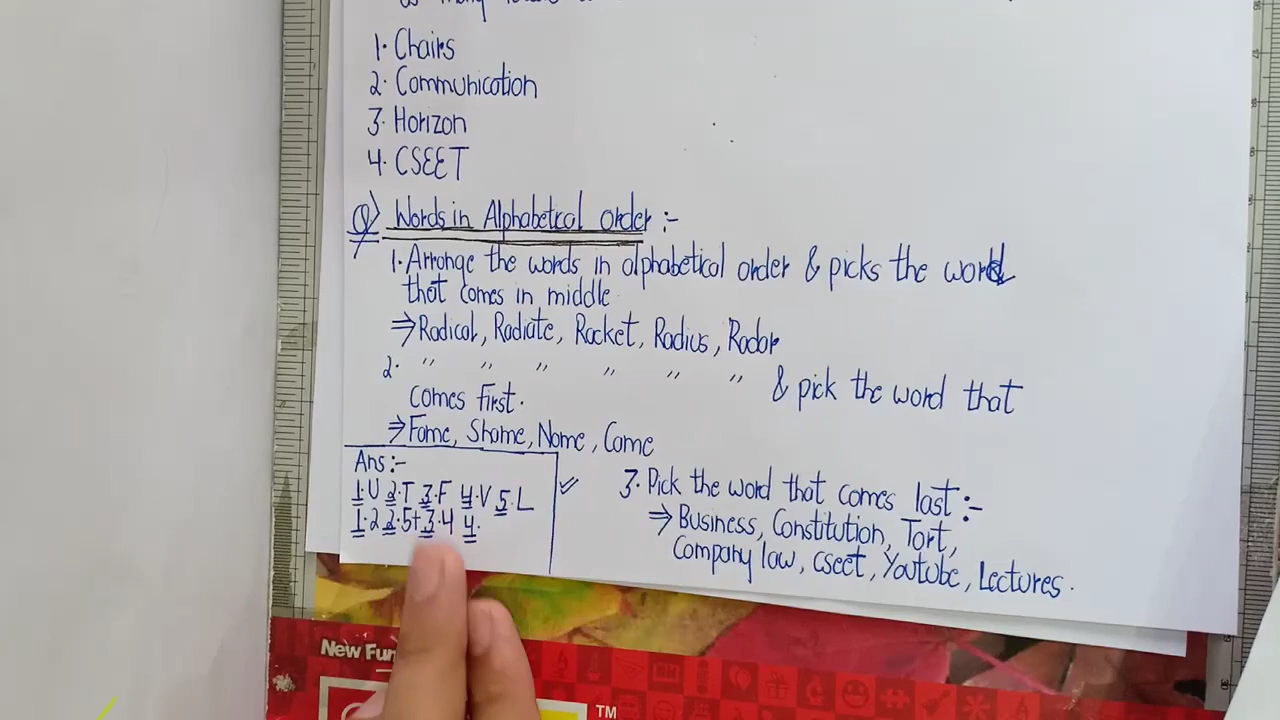 1. Chairs
2. Communication
3. Horizon
4. CSEET
Q) Words in Alphabetical order :-
1. Arrange the words in alphabetical order & picks the word
that comes in middle
⇒ Radical, Radiate, Racket, Radius, Radar
2. " " " " " " & pick the word that
comes first.
⇒ Fame, Shame, Name, Came
Ans :-
1. U 2. T 3. F 4. V 5. L
1. 2 2. 5+ 3. 4 4.
3. Pick the word that comes last :-
⇒ Business, Constitution, Tort,
Company law, cseet, Youtube, Lectures.
New Fun
TM